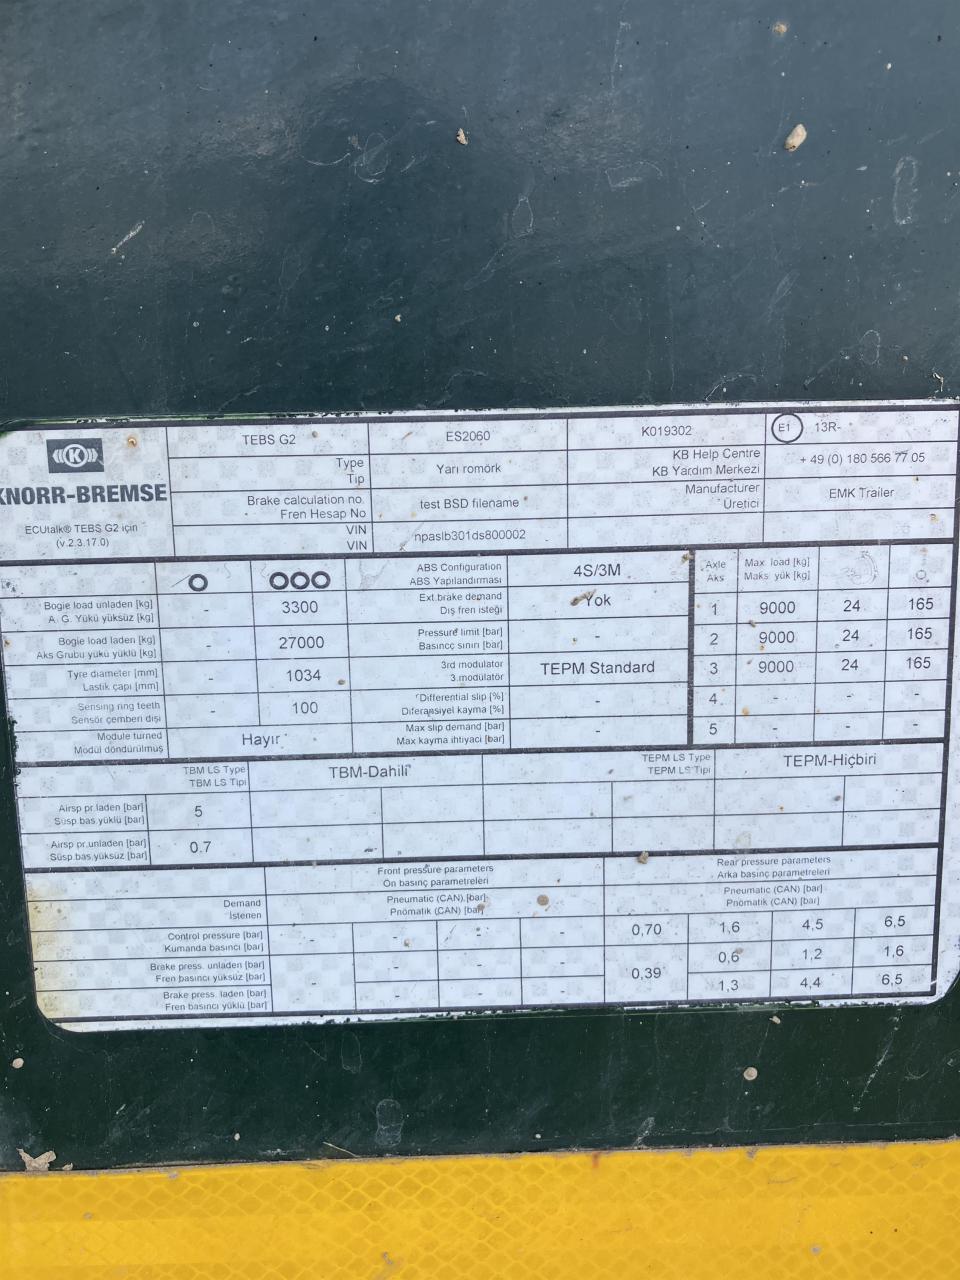 TEBS G2 ES2060 K019302 E1 13R-
KNORR-BREMSE
ECUtalk® TEBS G2 için
(v.2.3.17.0)
Type
Tip
Yarı romörk
KB Help Centre
KB Yardım Merkezi
+ 49 (0) 180 566 77 05
Brake calculation no.
Fren Hesap No
test BSD filename
Manufacturer
Üretici
EMK Trailer
VIN
VIN
npaslb301ds800002
ABS Configuration
ABS Yapılandırması
4S/3M
Axle
Aks
Max load [kg]
Maks yük [kg]
Bogie load unladen [kg]
A. G. Yükü yüksüz [kg]
- 3300
Ext.brake demand
Dış fren isteği
Yok
1 9000 24 165
Bogie load laden [kg]
Aks Grubu yükü yüklü [kg]
- 27000
Pressure limit [bar]
Basıncç sınırı [bar]
-
2 9000 24 165
Tyre diameter [mm]
Lastik çapı [mm]
- 1034
3rd modulator
3.modulatör
TEPM Standard
3 9000 24 165
Sensing ring teeth
Sensör çemberi dişi
- 100
Differential slip [%]
Diferansiyel kayma [%]
-
4 - - -
Module turned
Modül döndürülmuş
Hayır
Max slip demand [bar]
Max kayma ihtiyaci [bar]
-
5 - - -
TBM LS Type
TBM LS Tipi
TBM-Dahili
TEPM LS Type
TEPM LS Tipi
TEPM-Hiçbiri
Airsp pr.laden [bar]
Süsp bas.yüklü [bar]
5
Airsp pr.unladen [bar]
Süsp bas.yüksüz [bar]
0.7
Front pressure parameters
Ön basınç parametreleri
Rear pressure parameters
Arka basınç parametreleri
Demand
İstenen
Pneumatic (CAN) [bar]
Pnömatik (CAN) [bar]
Pneumatic (CAN) [bar]
Pnomatik (CAN) [bar]
Control pressure [bar]
Kumanda basıncı [bar]
- - - - 0,70 1,6 4,5 6,5
Brake press. unladen [bar]
Fren basıncı yüksüz [bar]
- - - - 0,39 0,6 1,2 1,6
Brake press. laden [bar]
Fren basıncı yüklü [bar]
- - - 1,3 4,4 6,5